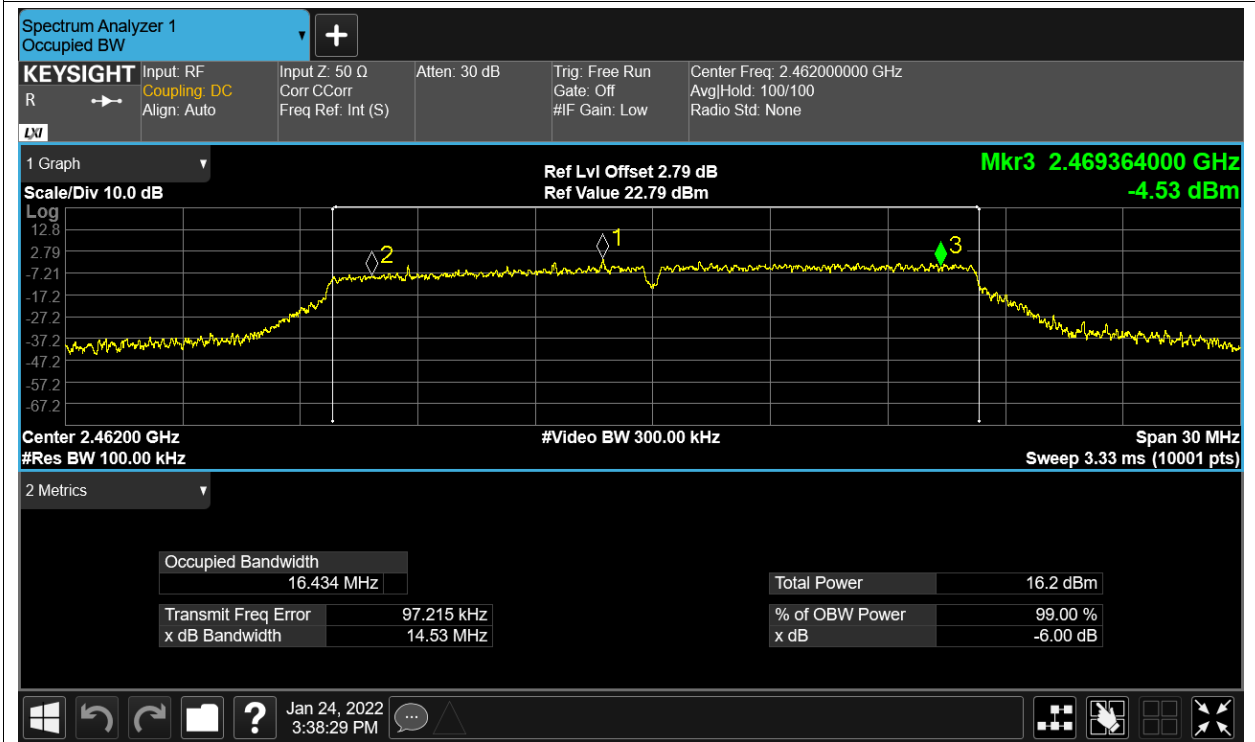 Spectrum Analyzer 1
Occupied BW
KEYSIGHT
R
LXI
Input: RF
Coupling: DC
Align: Auto
Input Z: 50 Ω
Corr CCorr
Freq Ref: Int (S)
Atten: 30 dB
Trig: Free Run
Gate: Off
#IF Gain: Low
Center Freq: 2.462000000 GHz
Avg|Hold: 100/100
Radio Std: None
1 Graph
Scale/Div 10.0 dB
Ref Lvl Offset 2.79 dB
Ref Value 22.79 dBm
Mkr3 2.469364000 GHz
-4.53 dBm
Log
12.8
2.79
-7.21
-17.2
-27.2
-37.2
-47.2
-57.2
-67.2
2
1
3
Center 2.46200 GHz
#Video BW 300.00 kHz
Span 30 MHz
#Res BW 100.00 kHz
Sweep 3.33 ms (10001 pts)
2 Metrics
Occupied Bandwidth
16.434 MHz
Transmit Freq Error 97.215 kHz
x dB Bandwidth 14.53 MHz
Total Power 16.2 dBm
% of OBW Power 99.00 %
x dB -6.00 dB
?
Jan 24, 2022
3:38:29 PM